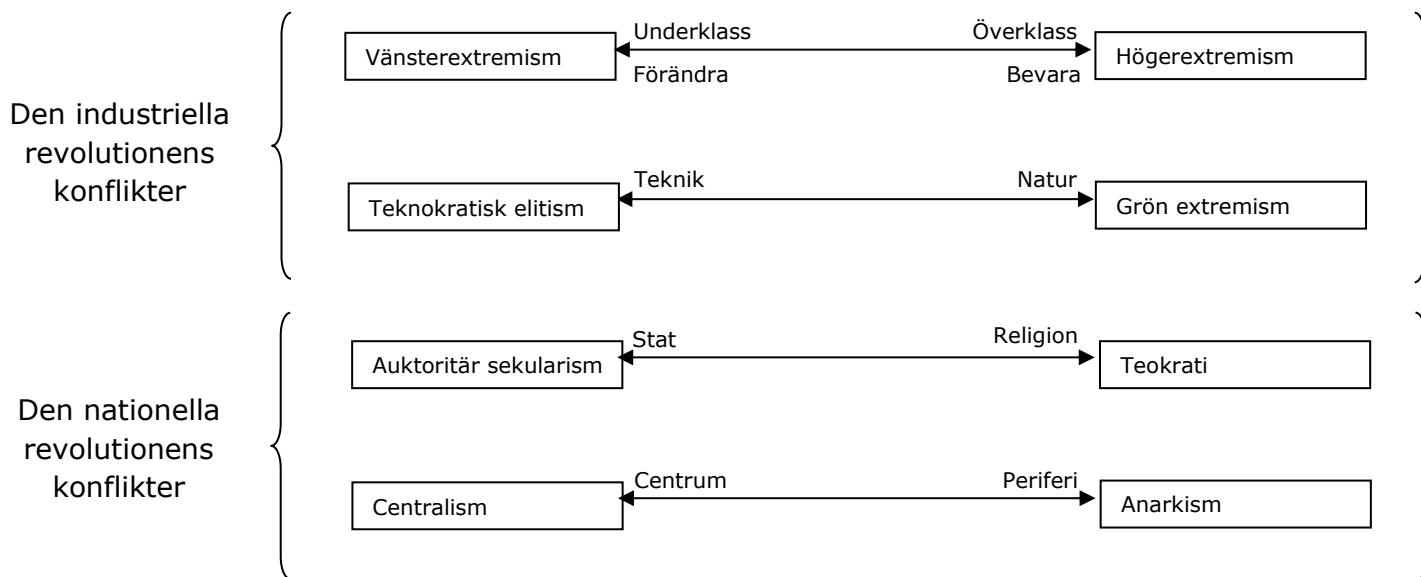 Den industriella
revolutionens
konflikter
Underklass Överklass
Vänsterextremism Högerextremism
Förändra Bevara
Teknik Natur
Teknokratisk elitism Grön extremism
Den nationella
revolutionens
konflikter
Stat Religion
Auktoritär sekularism Teokrati
Centrum Periferi
Centralism Anarkism